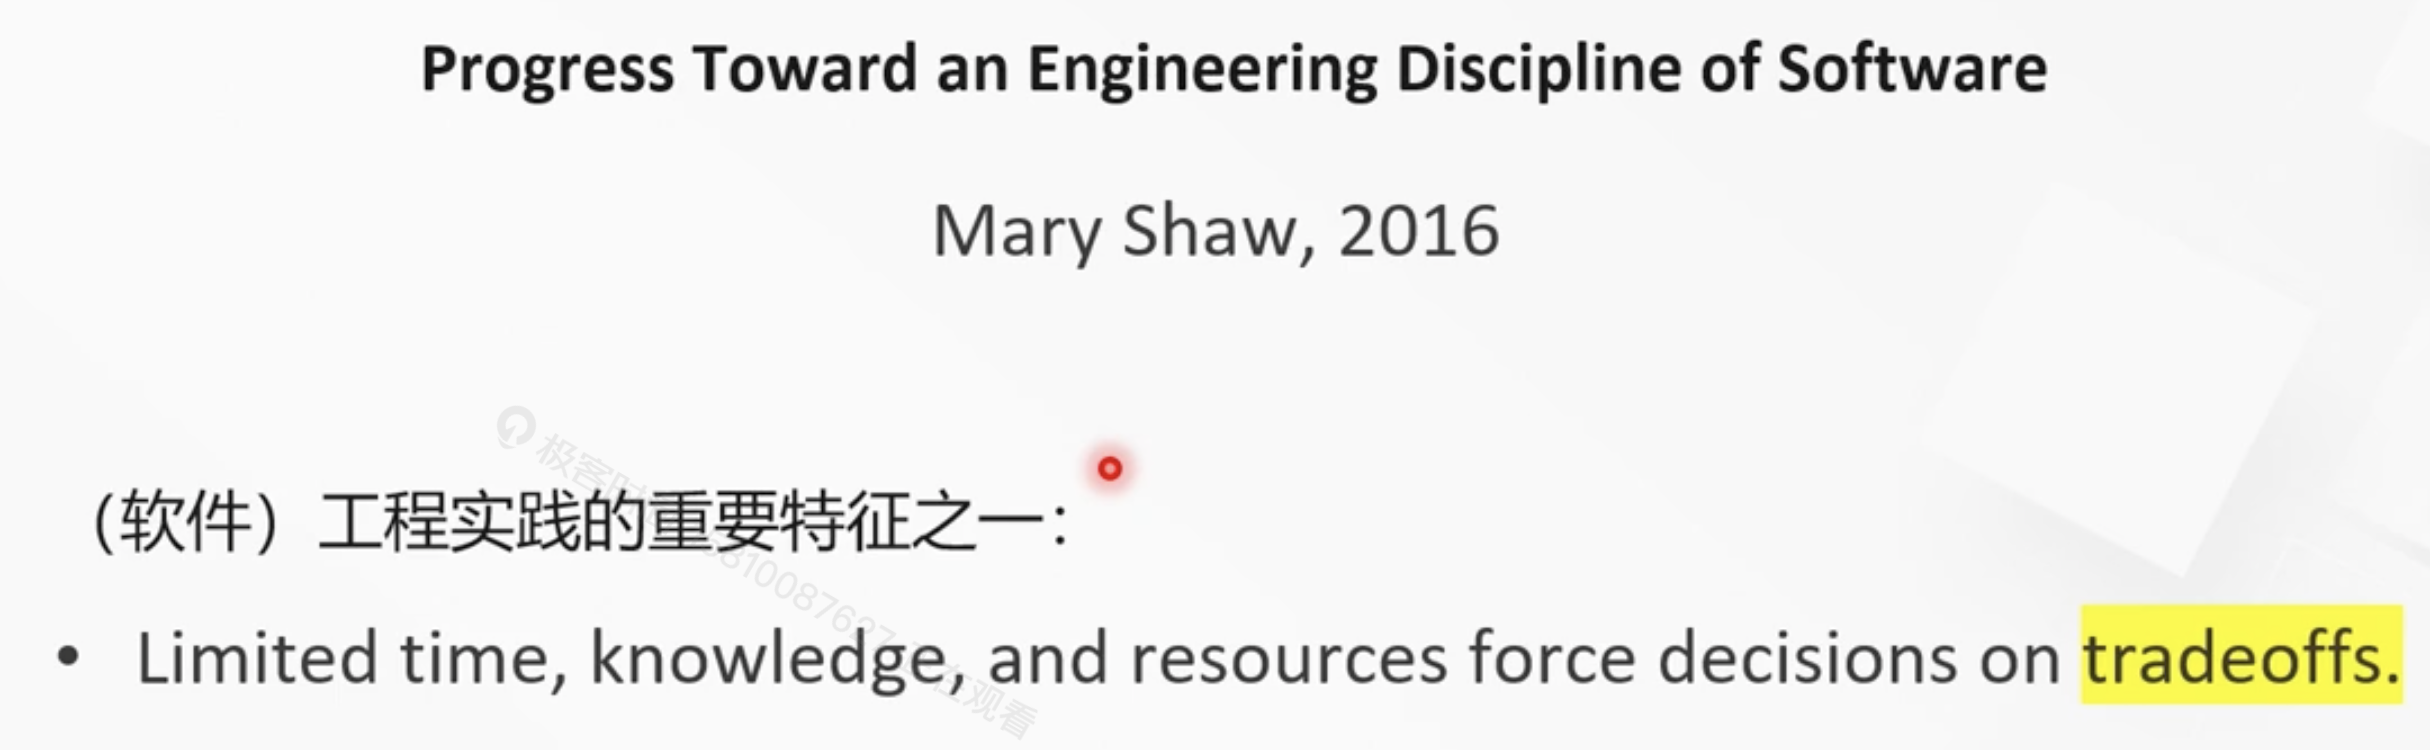 Progress Toward an Engineering Discipline of Software
Mary Shaw, 2016
（软件）工程实践的重要特征之一：
• Limited time, knowledge, and resources force decisions on tradeoffs.